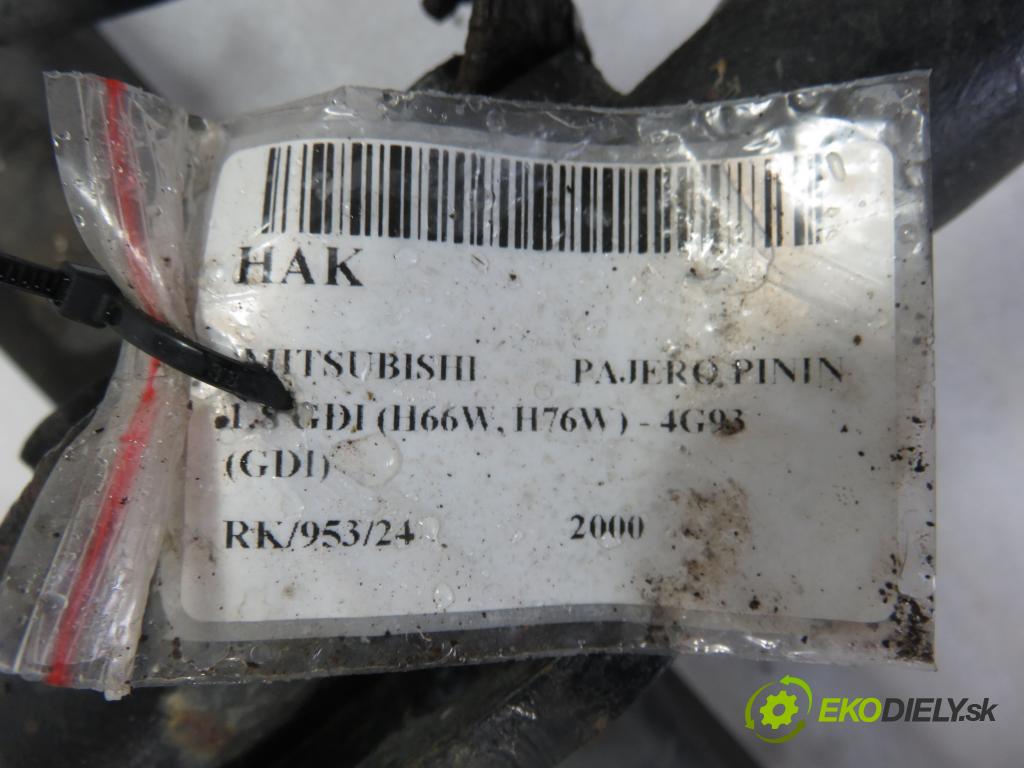 HAK
MITSUBISHI PAJERO PININ
1.8 GDI (H66W, H76W ) - 4G93
(GDI)
RK/953/24 2000
EKODIELY.sk